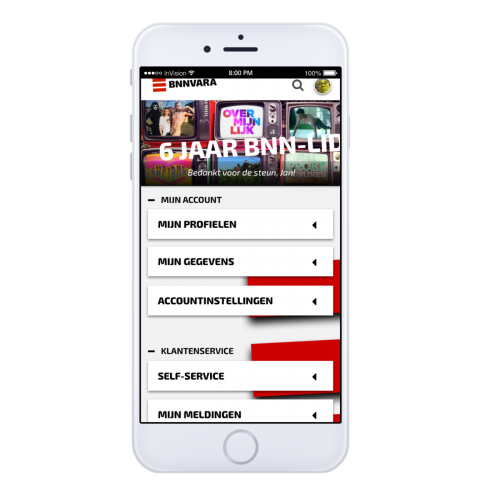 InVision 8:00 PM 100%
BNNVARA
OVER
MIJN
LIJK
6 JAAR BNN-LID
Bedankt voor de steun, Jan!
MIJN ACCOUNT
MIJN PROFIELEN
MIJN GEGEVENS
ACCOUNTINSTELLINGEN
KLANTENSERVICE
SELF-SERVICE
MIJN MELDINGEN